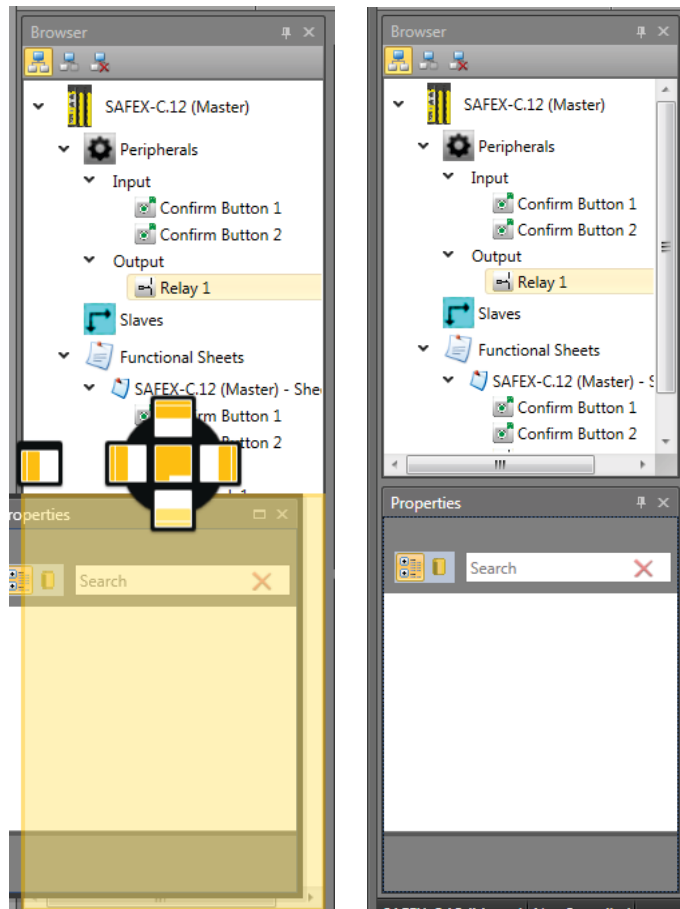 Browser
SAFEX-C.12 (Master)
Peripherals
Input
Confirm Button 1
Confirm Button 2
Output
Relay 1
Slaves
Functional Sheets
SAFEX-C.12 (Master) - She
rm Button 1
tton 2
roperties
Search
Browser
SAFEX-C.12 (Master)
Peripherals
Input
Confirm Button 1
Confirm Button 2
Output
Relay 1
Slaves
Functional Sheets
SAFEX-C.12 (Master) - S
Confirm Button 1
Confirm Button 2
Properties
Search